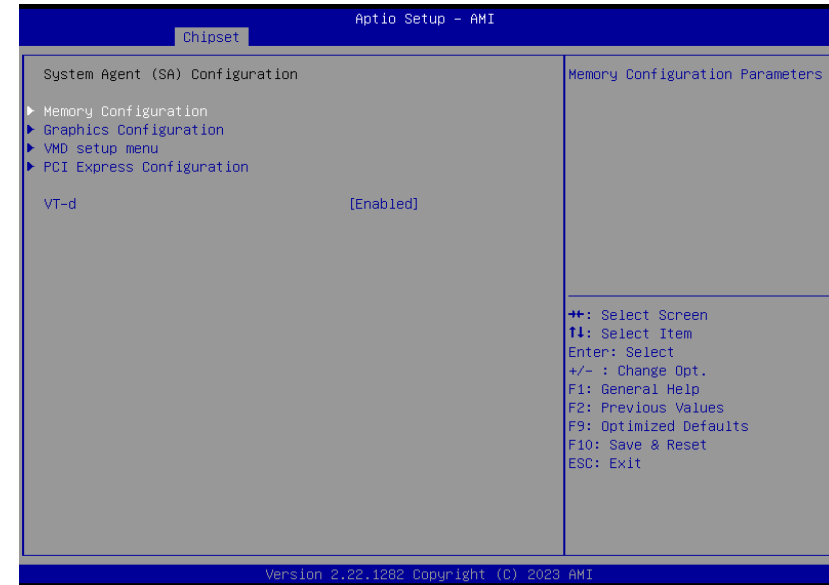 Aptio Setup – AMI
Chipset
System Agent (SA) Configuration
Memory Configuration
Graphics Configuration
VMD setup menu
PCI Express Configuration
VT-d [Enabled]
Memory Configuration Parameters
→←: Select Screen
↑↓: Select Item
Enter: Select
+/- : Change Opt.
F1: General Help
F2: Previous Values
F9: Optimized Defaults
F10: Save & Reset
ESC: Exit
Version 2.22.1282 Copyright (C) 2023 AMI